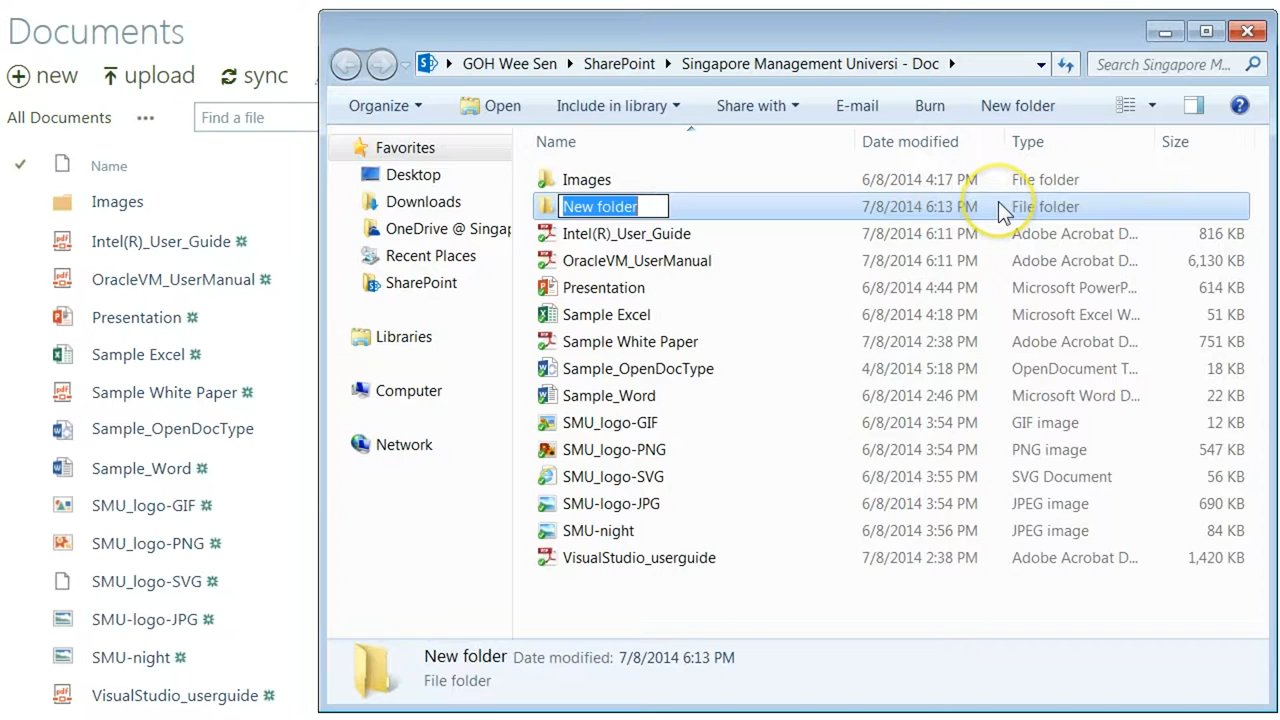 Documents
new upload sync
All Documents ... Find a file
Name
Images
Intel(R)_User_Guide
OracleVM_UserManual
Presentation
Sample Excel
Sample White Paper
Sample_OpenDocType
Sample_Word
SMU_logo-GIF
SMU_logo-PNG
SMU_logo-SVG
SMU-logo-JPG
SMU-night
VisualStudio_userguide
GOH Wee Sen SharePoint Singapore Management Universi - Doc Search Singapore M...
Organize Open Include in library Share with E-mail Burn New folder
Favorites
Desktop
Downloads
OneDrive @ Singap
Recent Places
SharePoint
Libraries
Computer
Network
Name Date modified Type Size
Images 6/8/2014 4:17 PM File folder
New folder 7/8/2014 6:13 PM File folder
Intel(R)_User_Guide 7/8/2014 6:11 PM Adobe Acrobat D... 816 KB
OracleVM_UserManual 7/8/2014 6:11 PM Adobe Acrobat D... 6,130 KB
Presentation 6/8/2014 4:44 PM Microsoft PowerP... 614 KB
Sample Excel 6/8/2014 4:18 PM Microsoft Excel W... 51 KB
Sample White Paper 7/8/2014 2:38 PM Adobe Acrobat D... 751 KB
Sample_OpenDocType 4/8/2014 5:18 PM OpenDocument T... 18 KB
Sample_Word 6/8/2014 2:46 PM Microsoft Word D... 22 KB
SMU_logo-GIF 6/8/2014 3:54 PM GIF image 12 KB
SMU_logo-PNG 6/8/2014 3:54 PM PNG image 547 KB
SMU_logo-SVG 6/8/2014 3:55 PM SVG Document 56 KB
SMU-logo-JPG 6/8/2014 3:54 PM JPEG image 690 KB
SMU-night 6/8/2014 3:56 PM JPEG image 84 KB
VisualStudio_userguide 7/8/2014 2:38 PM Adobe Acrobat D... 1,420 KB
New folder Date modified: 7/8/2014 6:13 PM
File folder